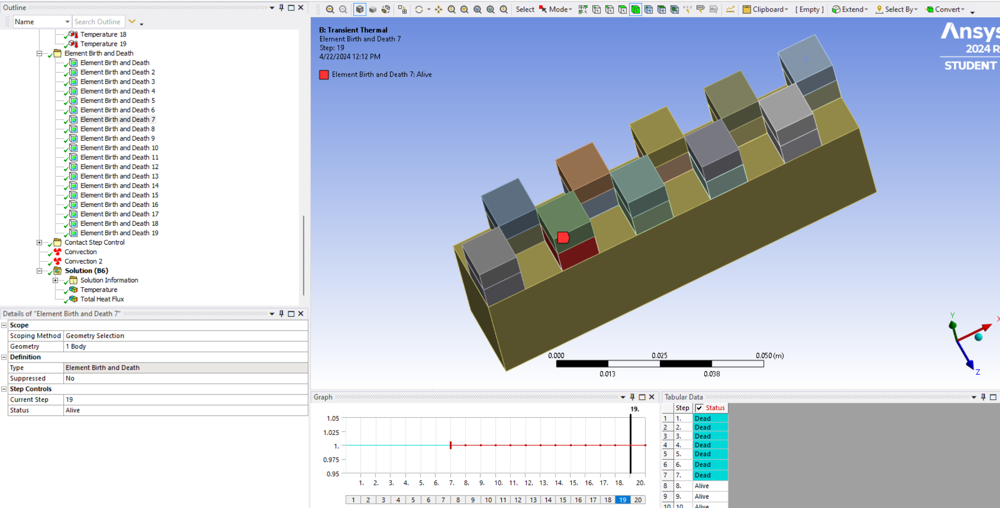 Outline
Name
Search Outline
Temperature 18
Temperature 19
Element Birth and Death
Element Birth and Death
Element Birth and Death 2
Element Birth and Death 3
Element Birth and Death 4
Element Birth and Death 5
Element Birth and Death 6
Element Birth and Death 7
Element Birth and Death 8
Element Birth and Death 9
Element Birth and Death 10
Element Birth and Death 11
Element Birth and Death 12
Element Birth and Death 13
Element Birth and Death 14
Element Birth and Death 15
Element Birth and Death 16
Element Birth and Death 17
Element Birth and Death 18
Element Birth and Death 19
Contact Step Control
Convection
Convection 2
Solution (B6)
Solution Information
Temperature
Total Heat Flux
Details of "Element Birth and Death 7"
Scope
Scoping Method Geometry Selection
Geometry 1 Body
Definition
Type Element Birth and Death
Suppressed No
Step Controls
Current Step 19
Status Alive
Select Mode Clipboard [ Empty ] Extend Select By Convert
B: Transient Thermal
Element Birth and Death 7
Step: 19
4/22/2024 12:12 PM
Element Birth and Death 7: Alive
Ansys
2024 R
STUDENT
0.000 0.025 0.050 (m)
0.013 0.038
Y
X
Z
Graph
19.
1.05
1.025
1.
0.975
0.95
1. 2. 3. 4. 5. 6. 7. 8. 9. 10. 11. 12. 13. 14. 15. 16. 17. 18. 20.
1 2 3 4 5 6 7 8 9 10 11 12 13 14 15 16 17 18 19 20
Tabular Data
Step Status
1 1. Dead
2 2. Dead
3 3. Dead
4 4. Dead
5 5. Dead
6 6. Dead
7 7. Dead
8 8. Alive
9 9. Alive
10 10. Alive